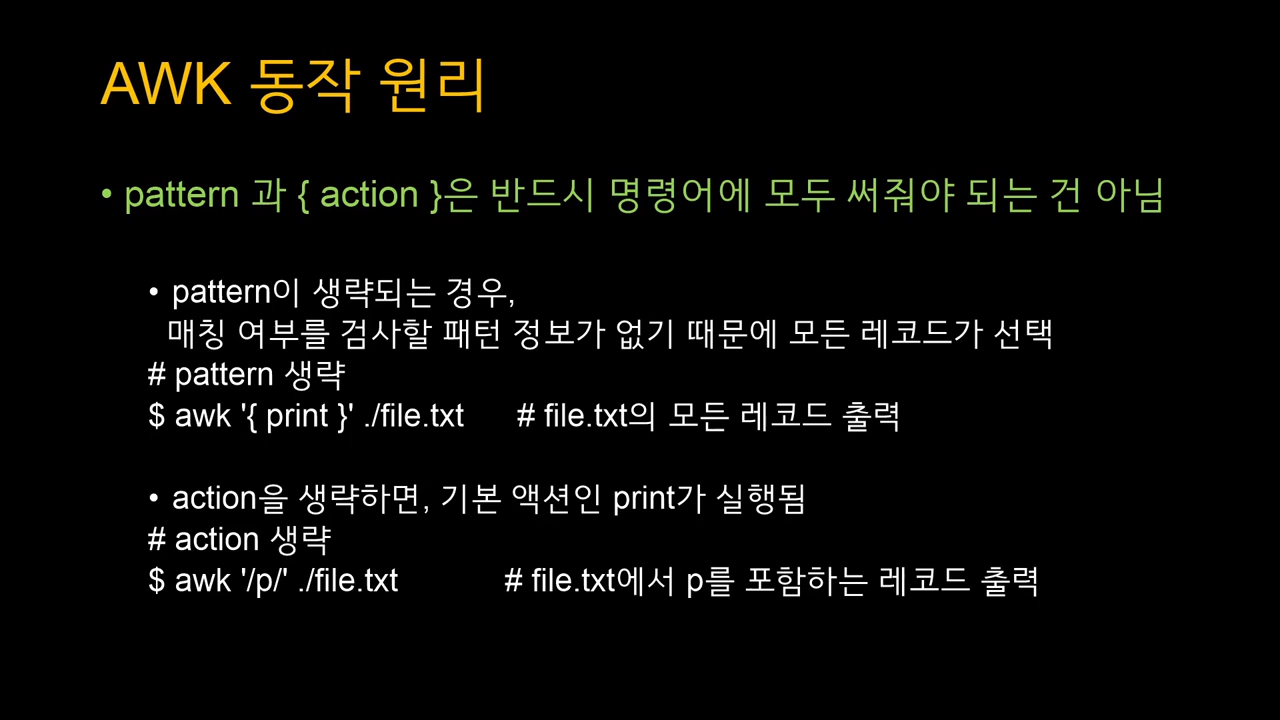 AWK 동작 원리
• pattern 과 { action }은 반드시 명령어에 모두 써줘야 되는 건 아님
• pattern이 생략되는 경우,
매칭 여부를 검사할 패턴 정보가 없기 때문에 모든 레코드가 선택
# pattern 생략
$ awk '{ print }' ./file.txt # file.txt의 모든 레코드 출력
• action을 생략하면, 기본 액션인 print가 실행됨
# action 생략
$ awk '/p/' ./file.txt # file.txt에서 p를 포함하는 레코드 출력